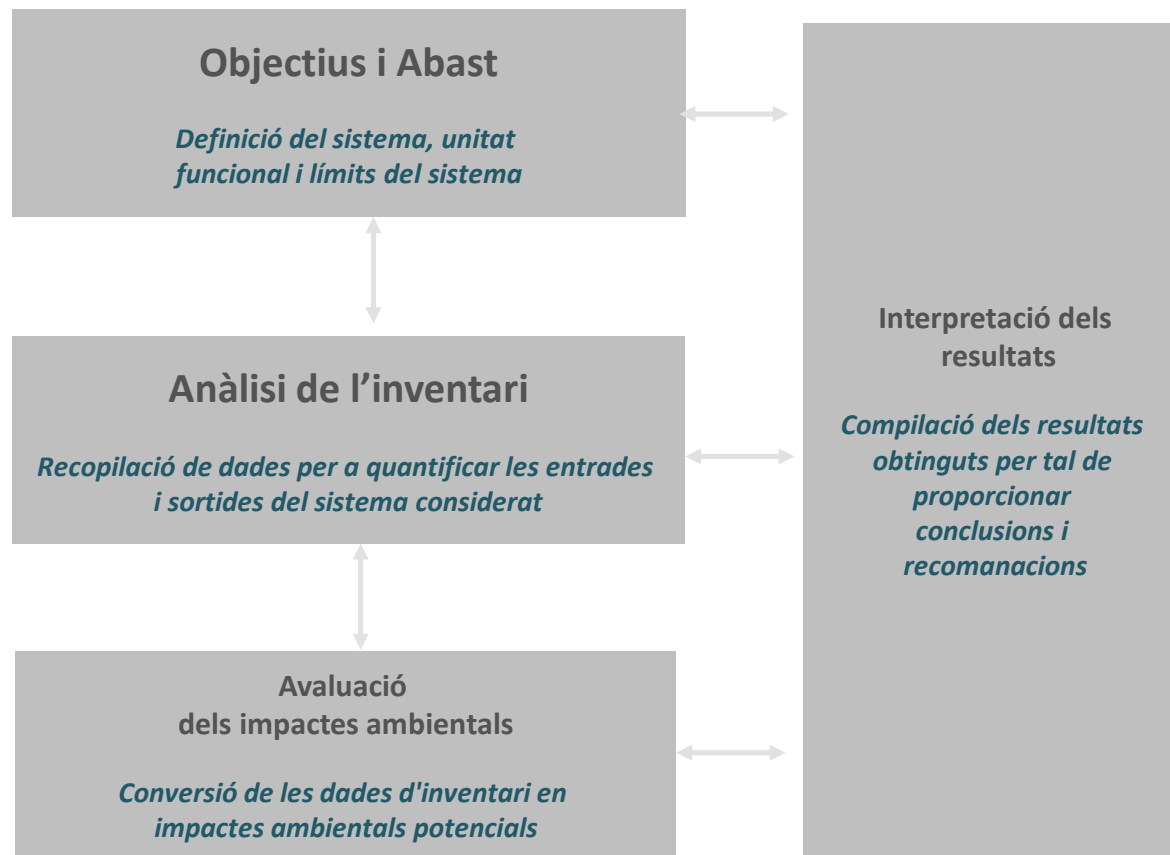 Objectius i Abast
Definició del sistema, unitat
funcional i límits del sistema
Anàlisi de l’inventari
Recopilació de dades per a quantificar les entrades
i sortides del sistema considerat
Avaluació
dels impactes ambientals
Conversió de les dades d'inventari en
impactes ambientals potencials
Interpretació dels
resultats
Compilació dels resultats
obtinguts per tal de
proporcionar
conclusions i
recomanacions